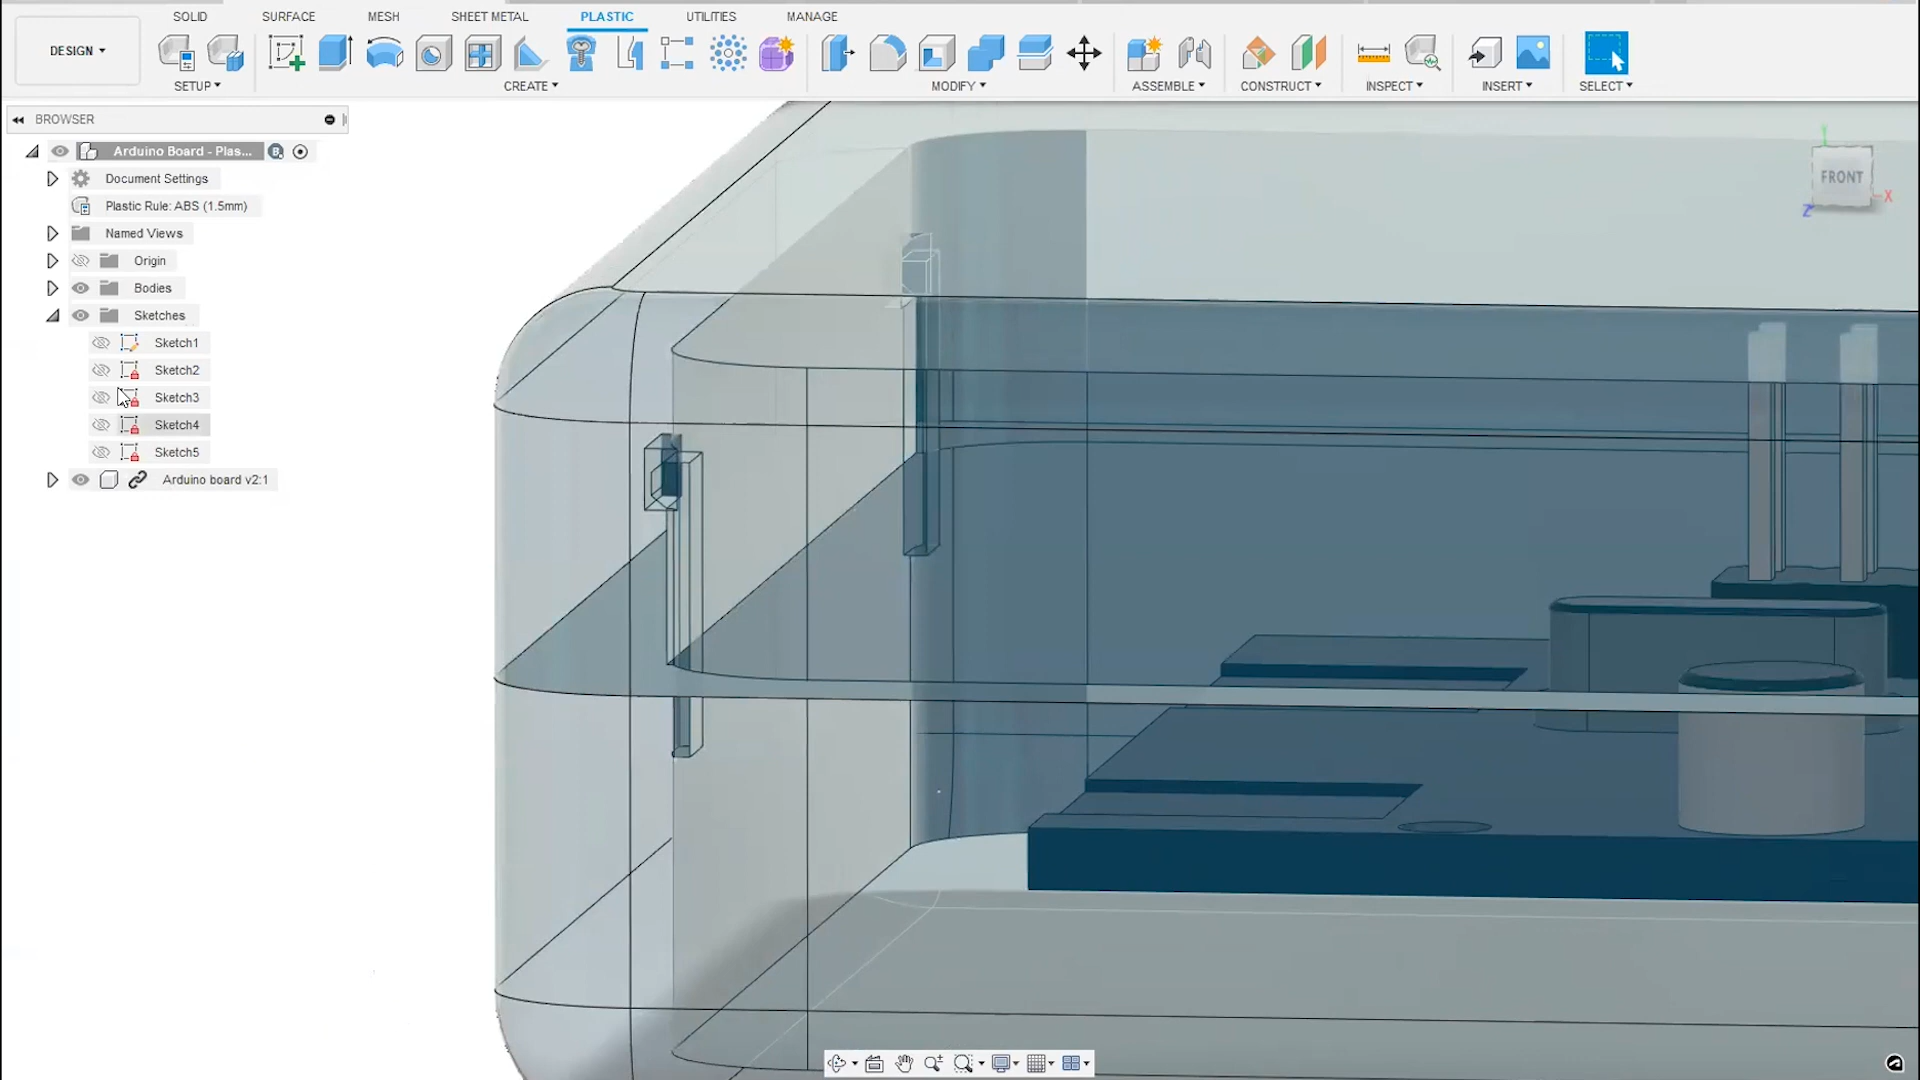 SOLID SURFACE MESH SHEET METAL PLASTIC UTILITIES MANAGE
DESIGN
SETUP CREATE MODIFY ASSEMBLE CONSTRUCT INSPECT INSERT SELECT
BROWSER
Arduino Board - Plas...
Document Settings
Plastic Rule: ABS (1.5mm)
Named Views
Origin
Bodies
Sketches
Sketch1
Sketch2
Sketch3
Sketch4
Sketch5
Arduino board v2:1
Y
FRONT
X
Z